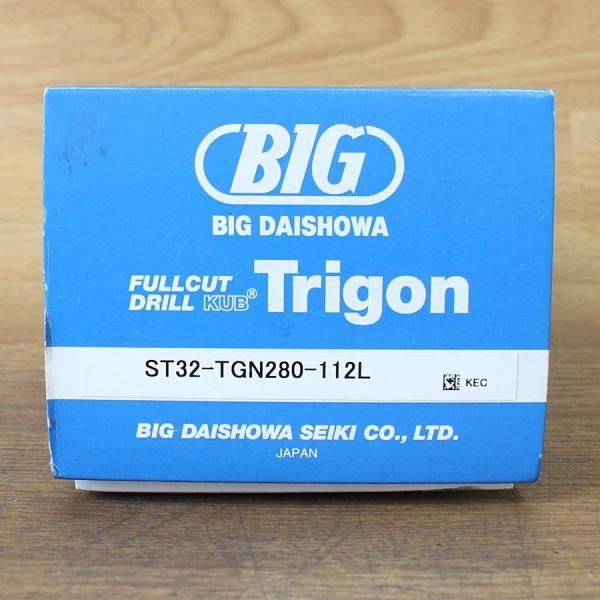 BIG
BIG DAISHOWA
FULLCUT
DRILL KUB® Trigon
ST32-TGN280-112L KEC
BIG DAISHOWA SEIKI CO., LTD.
JAPAN